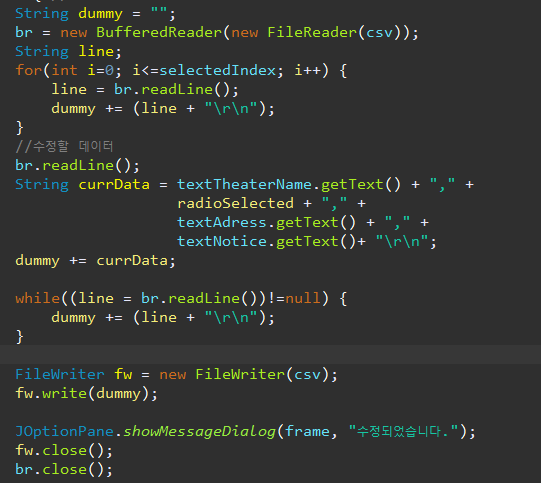 String dummy = "";
br = new BufferedReader(new FileReader(csv));
String line;
for(int i=0; i<=selectedIndex; i++) {
    line = br.readLine();
    dummy += (line + "\r\n");
}
//수정할 데이터
br.readLine();
String currData = textTheaterName.getText() + "," +
                    radioSelected + "," +
                    textAdress.getText() + "," +
                    textNotice.getText()+ "\r\n";
dummy += currData;

while((line = br.readLine())!=null) {
    dummy += (line + "\r\n");
}

FileWriter fw = new FileWriter(csv);
fw.write(dummy);

JOptionPane.showMessageDialog(frame, "수정되었습니다.");
fw.close();
br.close();